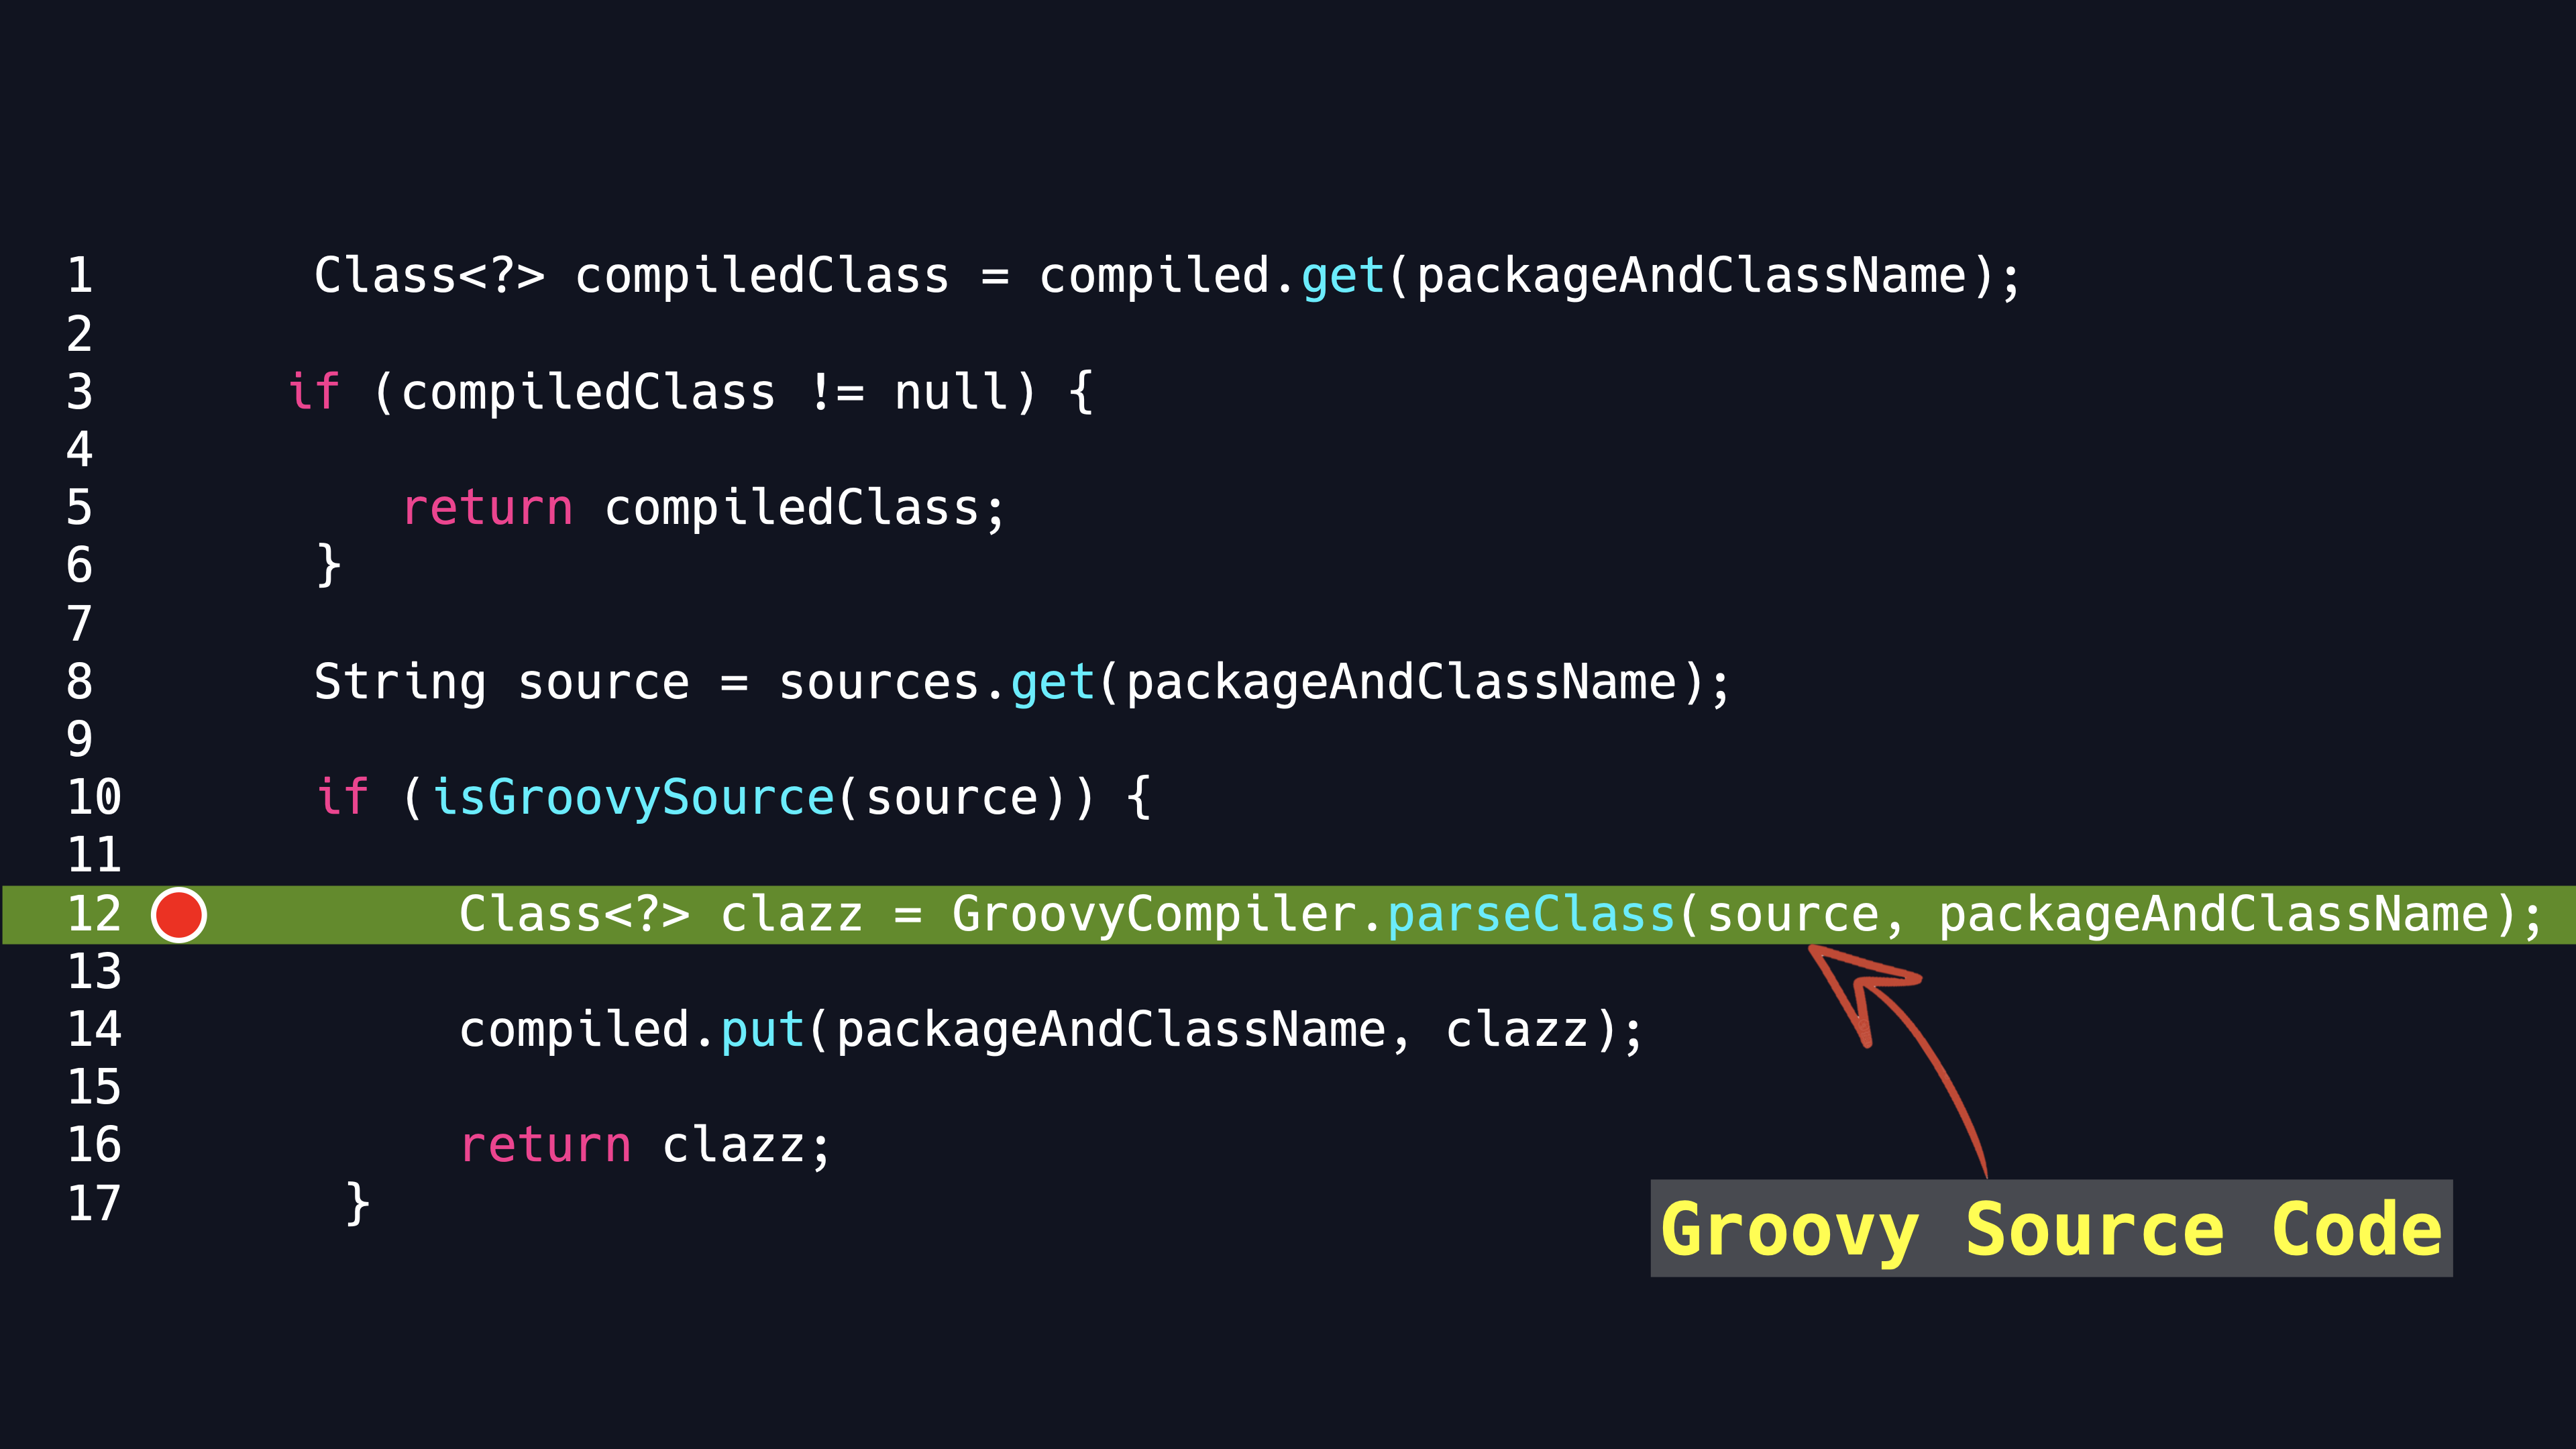 1 Class<?> compiledClass = compiled.get(packageAndClassName);
2
3 if (compiledClass != null) {
4
5 return compiledClass;
6 }
7
8 String source = sources.get(packageAndClassName);
9
10 if (isGroovySource(source)) {
11
12 Class<?> clazz = GroovyCompiler.parseClass(source, packageAndClassName);
13
14 compiled.put(packageAndClassName, clazz);
15
16 return clazz;
17 }
Groovy Source Code